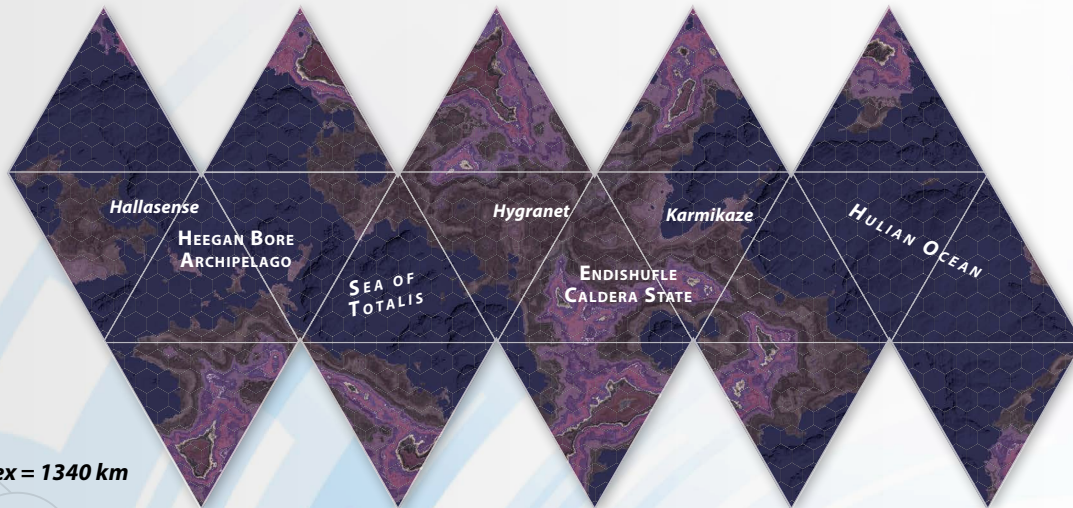 Hallasense
Hygranet
Karmikaze
HULIAN OCEAN
HEEGAN BORE
ARCHIPELAGO
SEA OF
TOTALIS
ENDISHUFLE
CALDERA STATE
ex = 1340 km